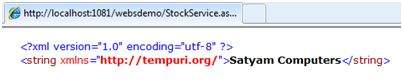 http://localhost:1081/websdemo/StockService.as...
<?xml version="1.0" encoding="utf-8" ?>
<string xmlns="http://tempuri.org/">Satyam Computers</string>